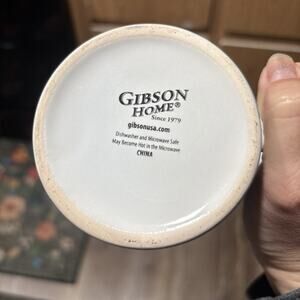 GIBSON
HOME®
Since 1979
gibsonusa.com
Dishwasher and Microwave Safe
May Become Hot in the Microwave
CHINA